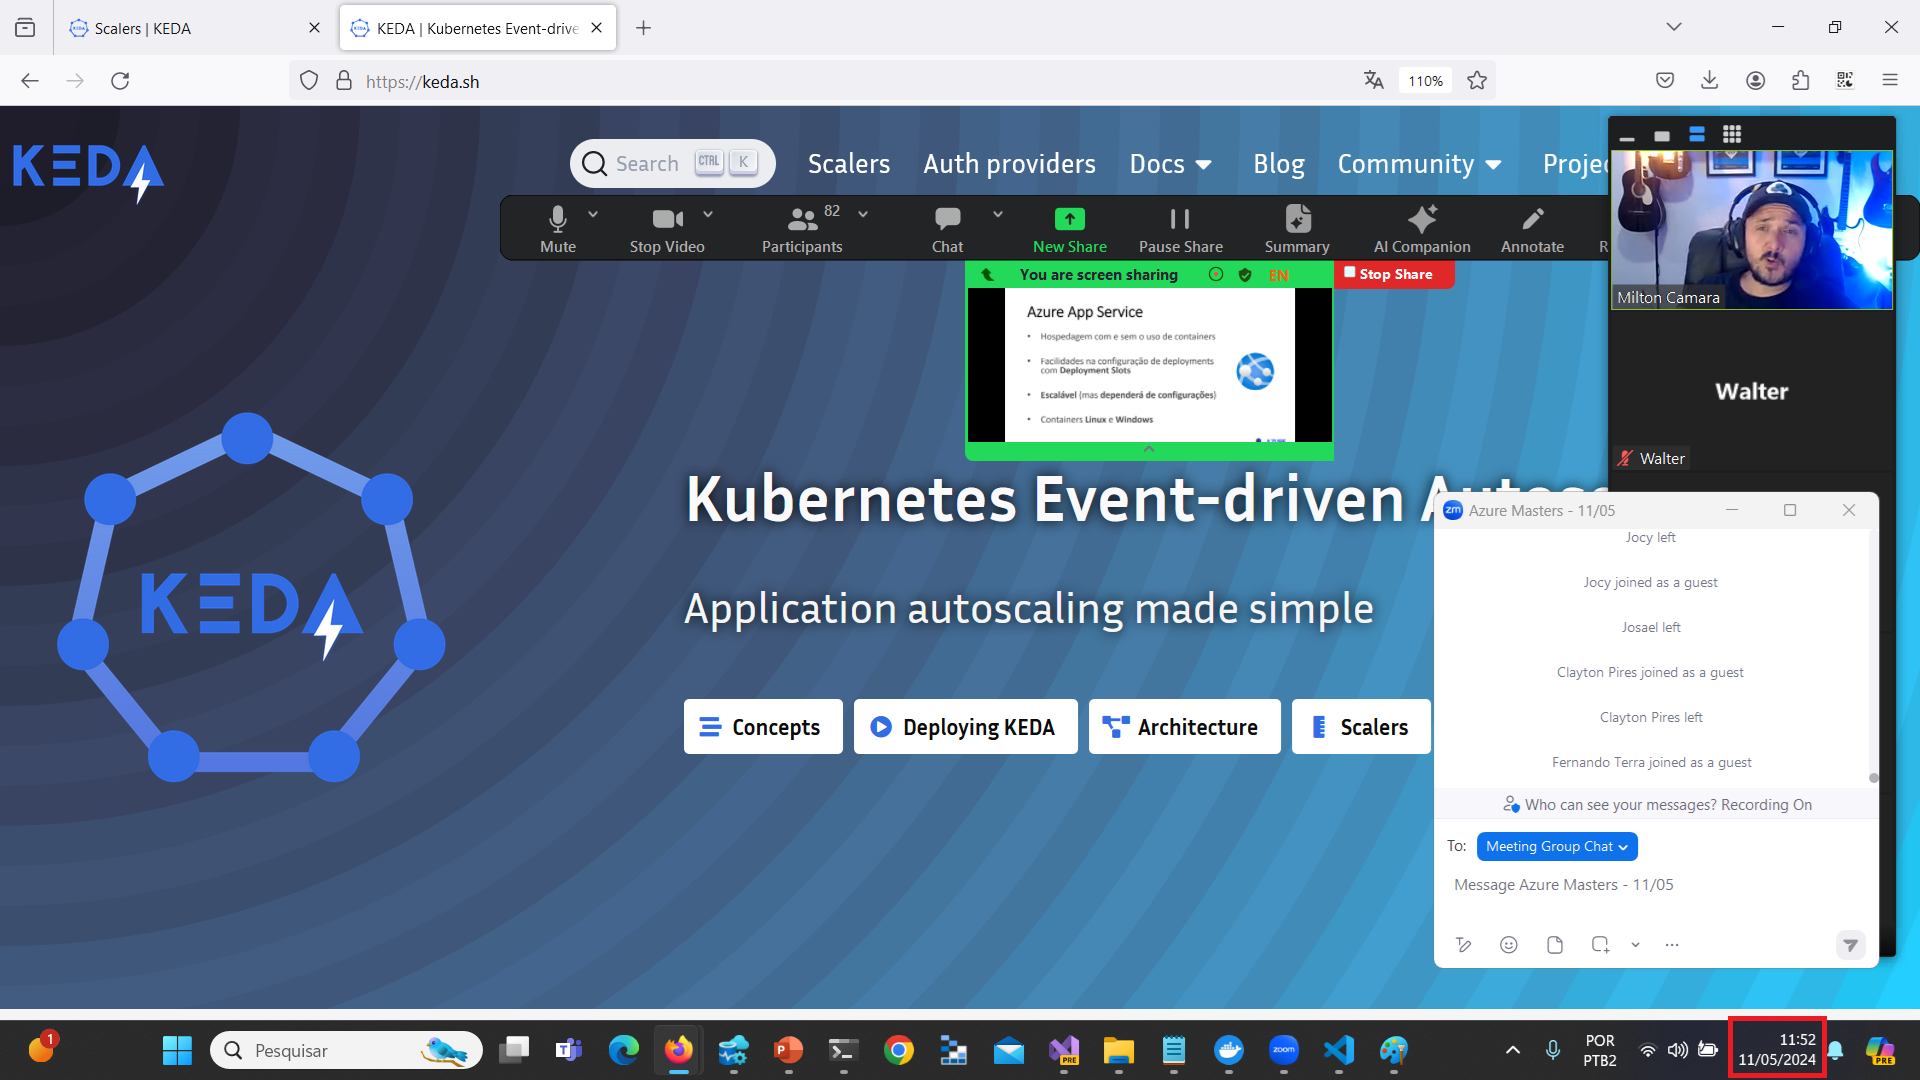 Scalers | KEDA
KEDA | Kubernetes Event-drive
https://keda.sh
110%
KEDA
Search CTRL K
Scalers
Auth providers
Docs
Blog
Community
Projec
Mute
Stop Video
82
Participants
Chat
New Share
Pause Share
Summary
AI Companion
Annotate
R
You are screen sharing
EN
Stop Share
Azure App Service
• Hospedagem com e sem o uso de containers
• Facilidades na configuração de deployments
com Deployment Slots
• Escalável (mas dependerá de configurações)
• Containers Linux e Windows
Milton Camara
Walter
Walter
KEDA
Kubernetes Event-driven Autosc
Application autoscaling made simple
Concepts
Deploying KEDA
Architecture
Scalers
zm Azure Masters - 11/05
Jocy left
Jocy joined as a guest
Josael left
Clayton Pires joined as a guest
Clayton Pires left
Fernando Terra joined as a guest
Who can see your messages? Recording On
To: Meeting Group Chat
Message Azure Masters - 11/05
1
Pesquisar
PRE
zoom
POR
PTB2
11:52
11/05/2024
PRE